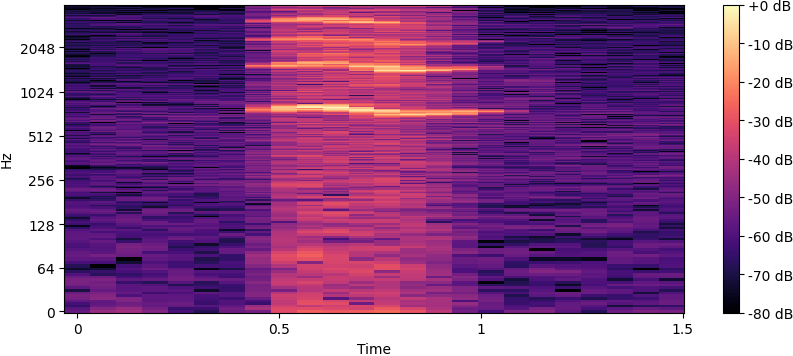 +0 dB
2048
-10 dB
-20 dB
1024
-30 dB
512
Hz
-40 dB
256
-50 dB
128
-60 dB
64
-70 dB
0
-80 dB
0 0.5 1 1.5
Time